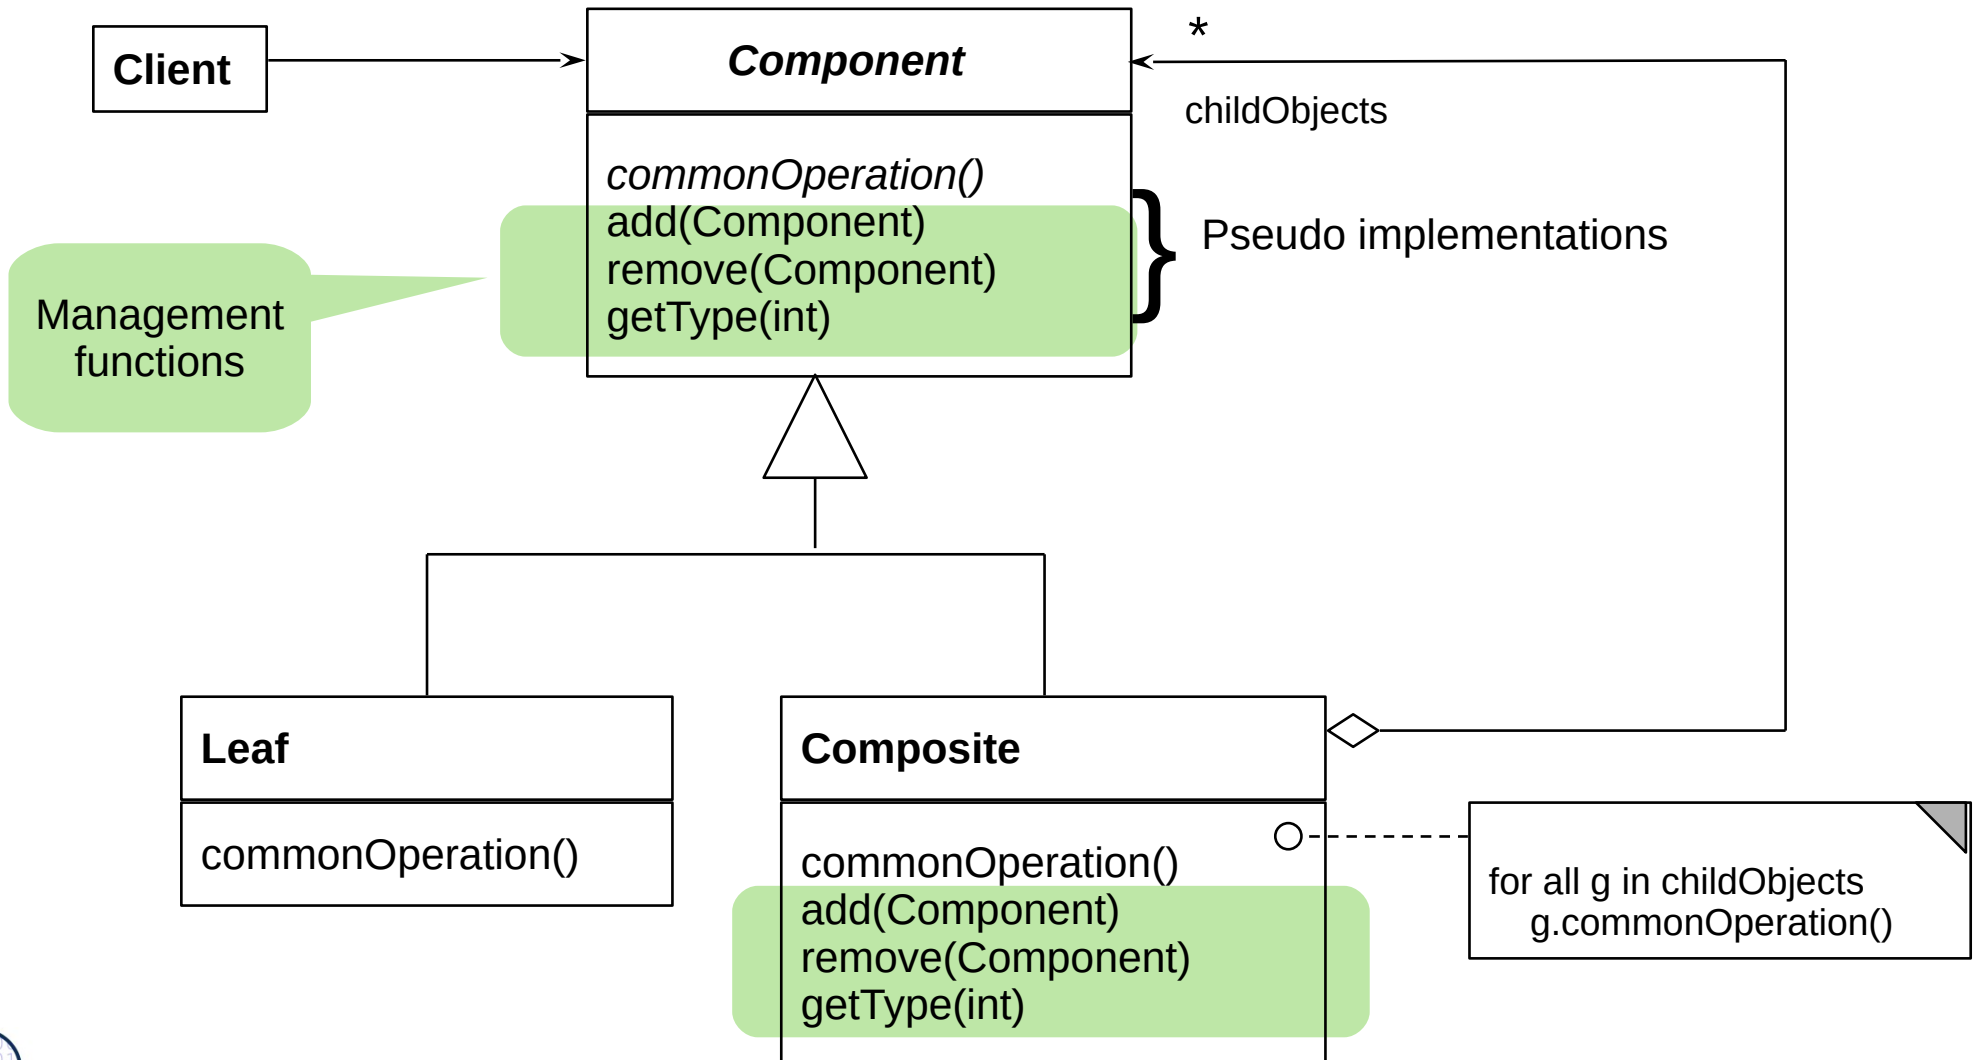 Client
Component
*
childObjects
commonOperation()
add(Component)
remove(Component)
getType(int)
}
Pseudo implementations
Management
functions
Leaf
commonOperation()
Composite
commonOperation()
add(Component)
remove(Component)
getType(int)
for all g in childObjects
g.commonOperation()